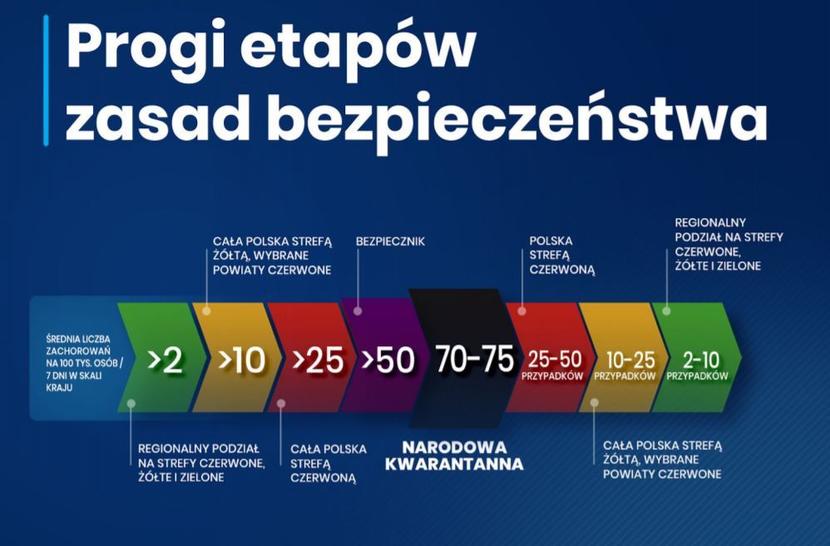 Progi etapów
zasad bezpieczeństwa
CAŁA POLSKA STREFĄ
ŻÓŁTĄ, WYBRANE
POWIATY CZERWONE
BEZPIECZNIK
POLSKA
STREFĄ
CZERWONĄ
REGIONALNY
PODZIAŁ NA STREFY
CZERWONE,
ŻÓŁTE I ZIELONE
ŚREDNIA LICZBA
ZACHOROWAŃ
NA 100 TYS. OSÓB /
7 DNI W SKALI
KRAJU
>2
>10
>25
>50
70-75
25-50
PRZYPADKÓW
10-25
PRZYPADKÓW
2-10
PRZYPADKÓW
REGIONALNY PODZIAŁ
NA STREFY CZERWONE,
ŻÓŁTE I ZIELONE
CAŁA POLSKA
STREFĄ
CZERWONĄ
NARODOWA
KWARANTANNA
CAŁA POLSKA STREFĄ
ŻÓŁTĄ, WYBRANE
POWIATY CZERWONE